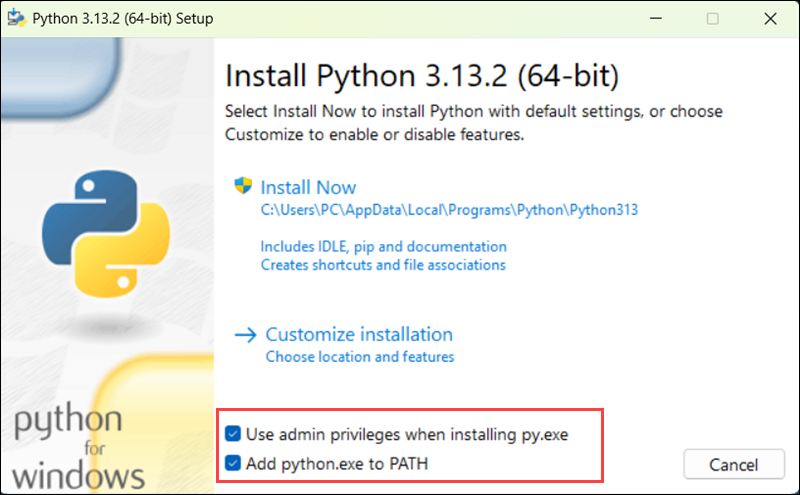 Python 3.13.2 (64-bit) Setup
Install Python 3.13.2 (64-bit)
Select Install Now to install Python with default settings, or choose
Customize to enable or disable features.
Install Now
C:\Users\PC\AppData\Local\Programs\Python\Python313
Includes IDLE, pip and documentation
Creates shortcuts and file associations
Customize installation
Choose location and features
python
for
windows
Use admin privileges when installing py.exe
Add python.exe to PATH
Cancel